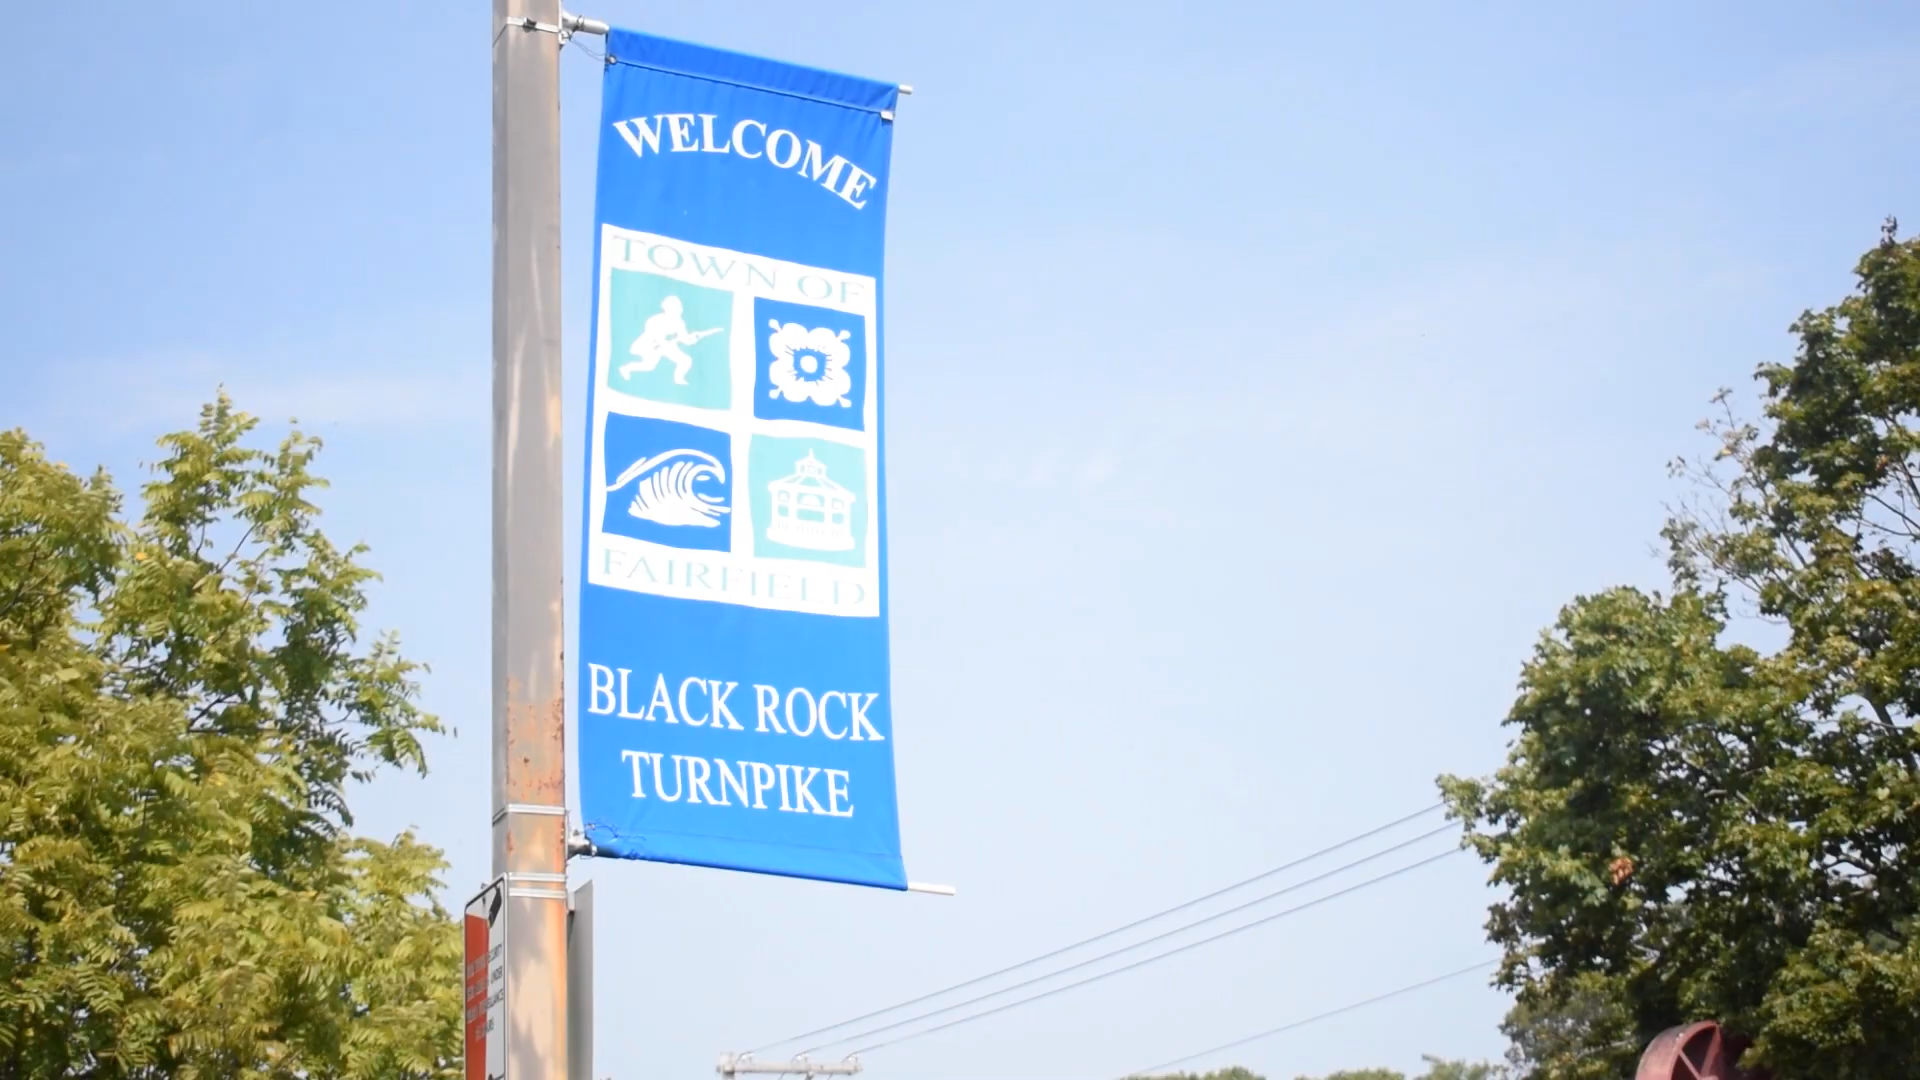 WELCOME
TOWN OF
FAIRFIELD
BLACK ROCK
TURNPIKE